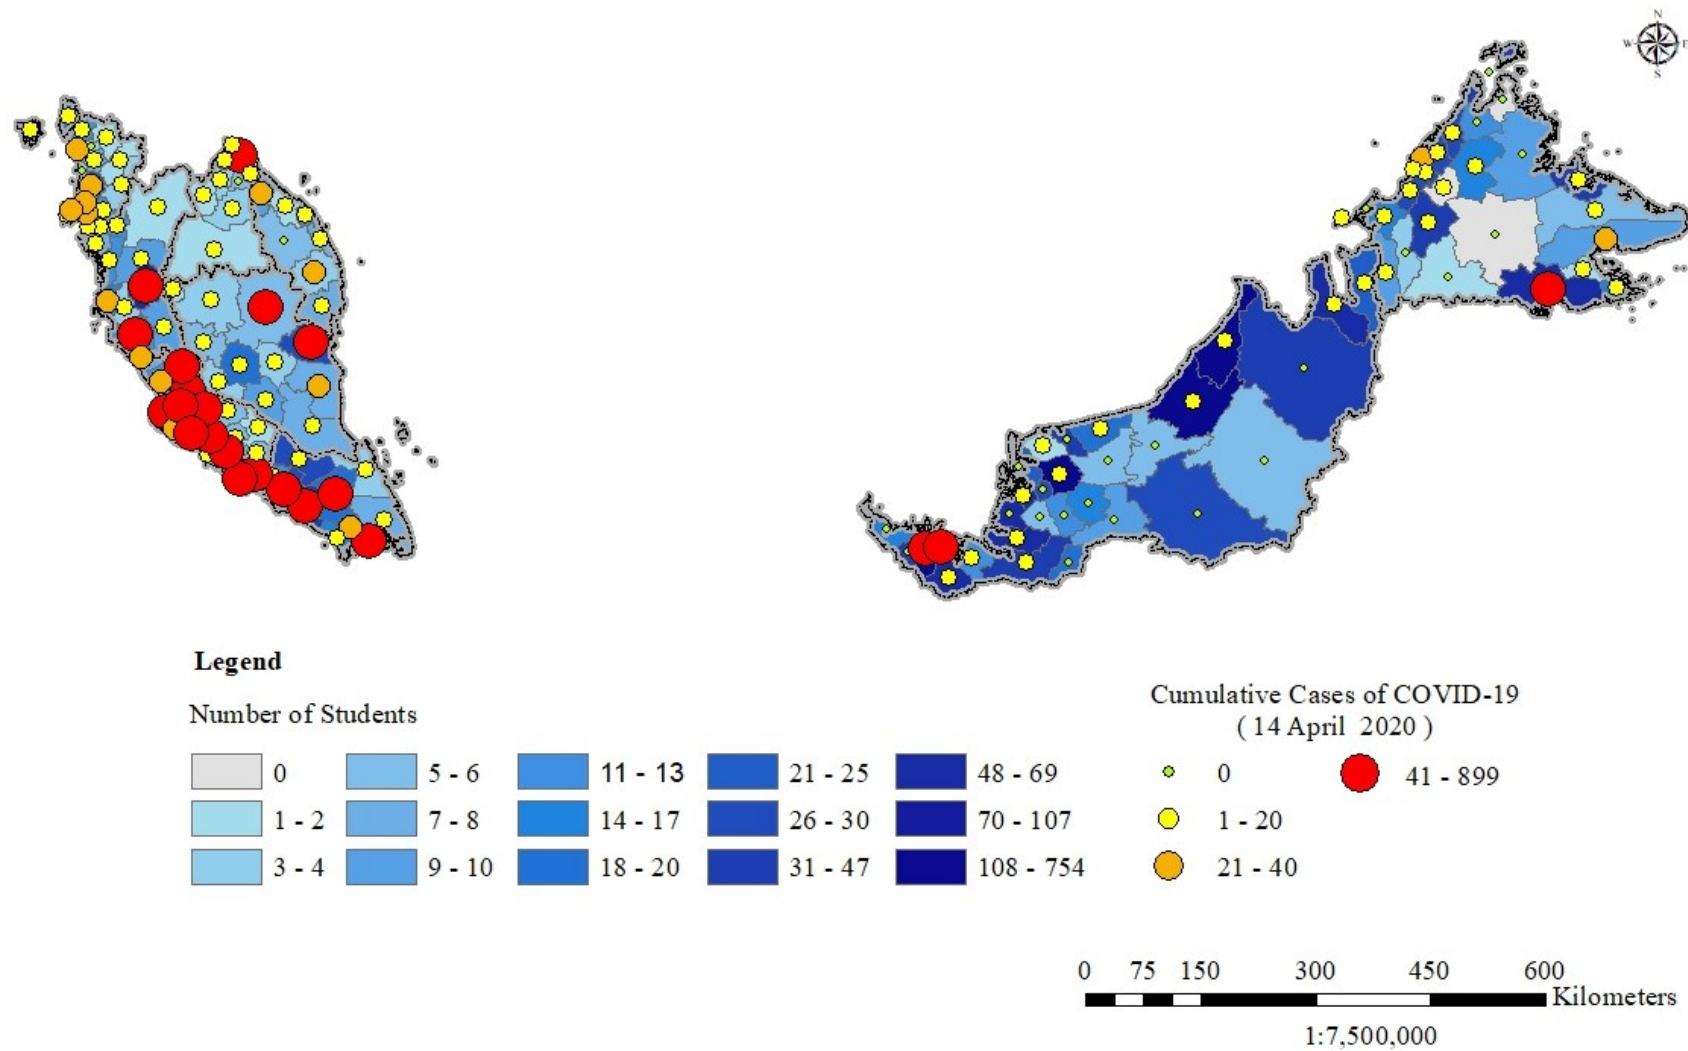 N
W E
S
Legend
Number of Students
0
5 - 6
11 - 13
21 - 25
48 - 69
1 - 2
7 - 8
14 - 17
26 - 30
70 - 107
3 - 4
9 - 10
18 - 20
31 - 47
108 - 754
Cumulative Cases of COVID-19
( 14 April 2020 )
0
41 - 899
1 - 20
21 - 40
0 75 150 300 450 600
Kilometers
1:7,500,000